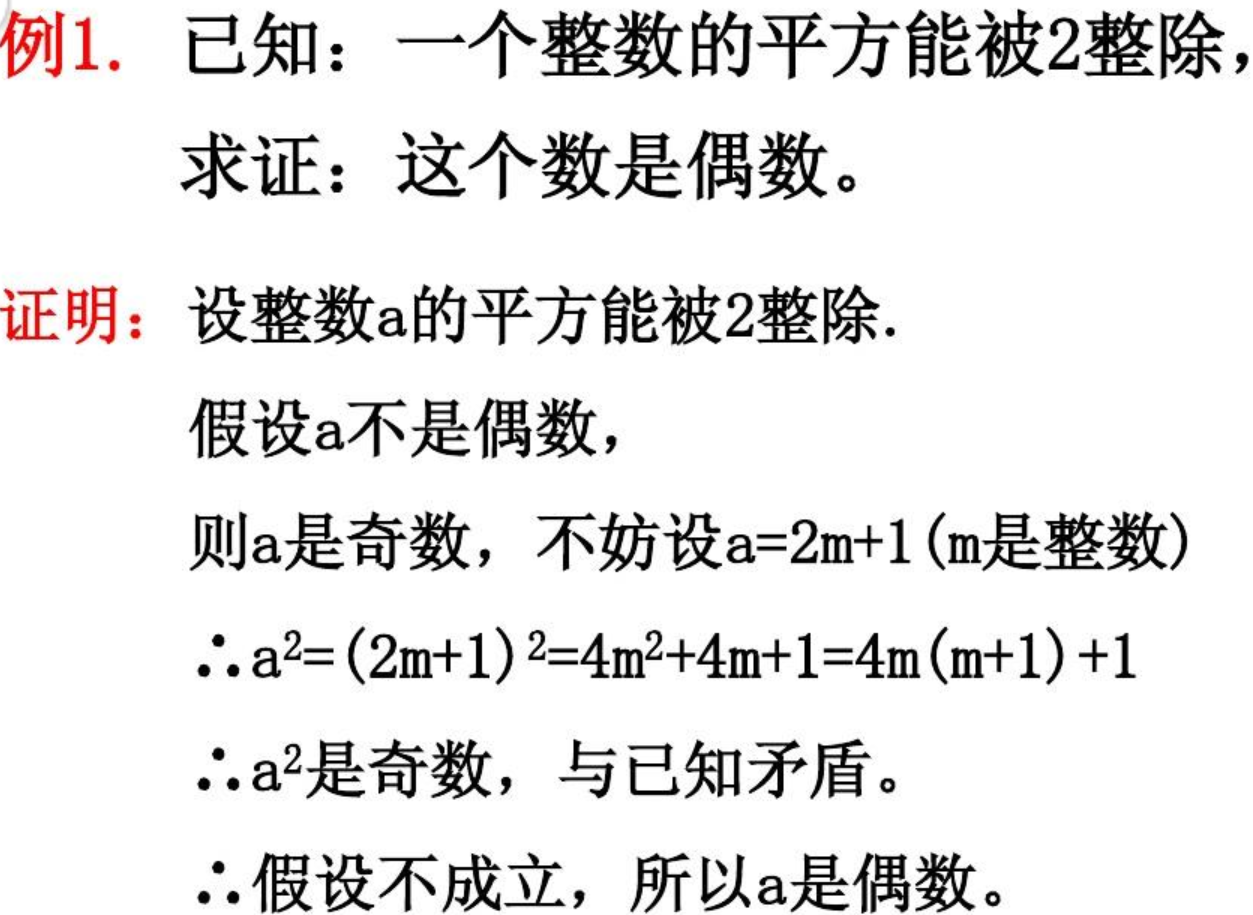 例1. 已知：一个整数的平方能被2整除，
求证：这个数是偶数。
证明：设整数a的平方能被2整除.
假设a不是偶数，
则a是奇数，不妨设a=2m+1(m是整数)
∴a²=(2m+1)²=4m²+4m+1=4m(m+1)+1
∴a²是奇数，与已知矛盾。
∴假设不成立，所以a是偶数。